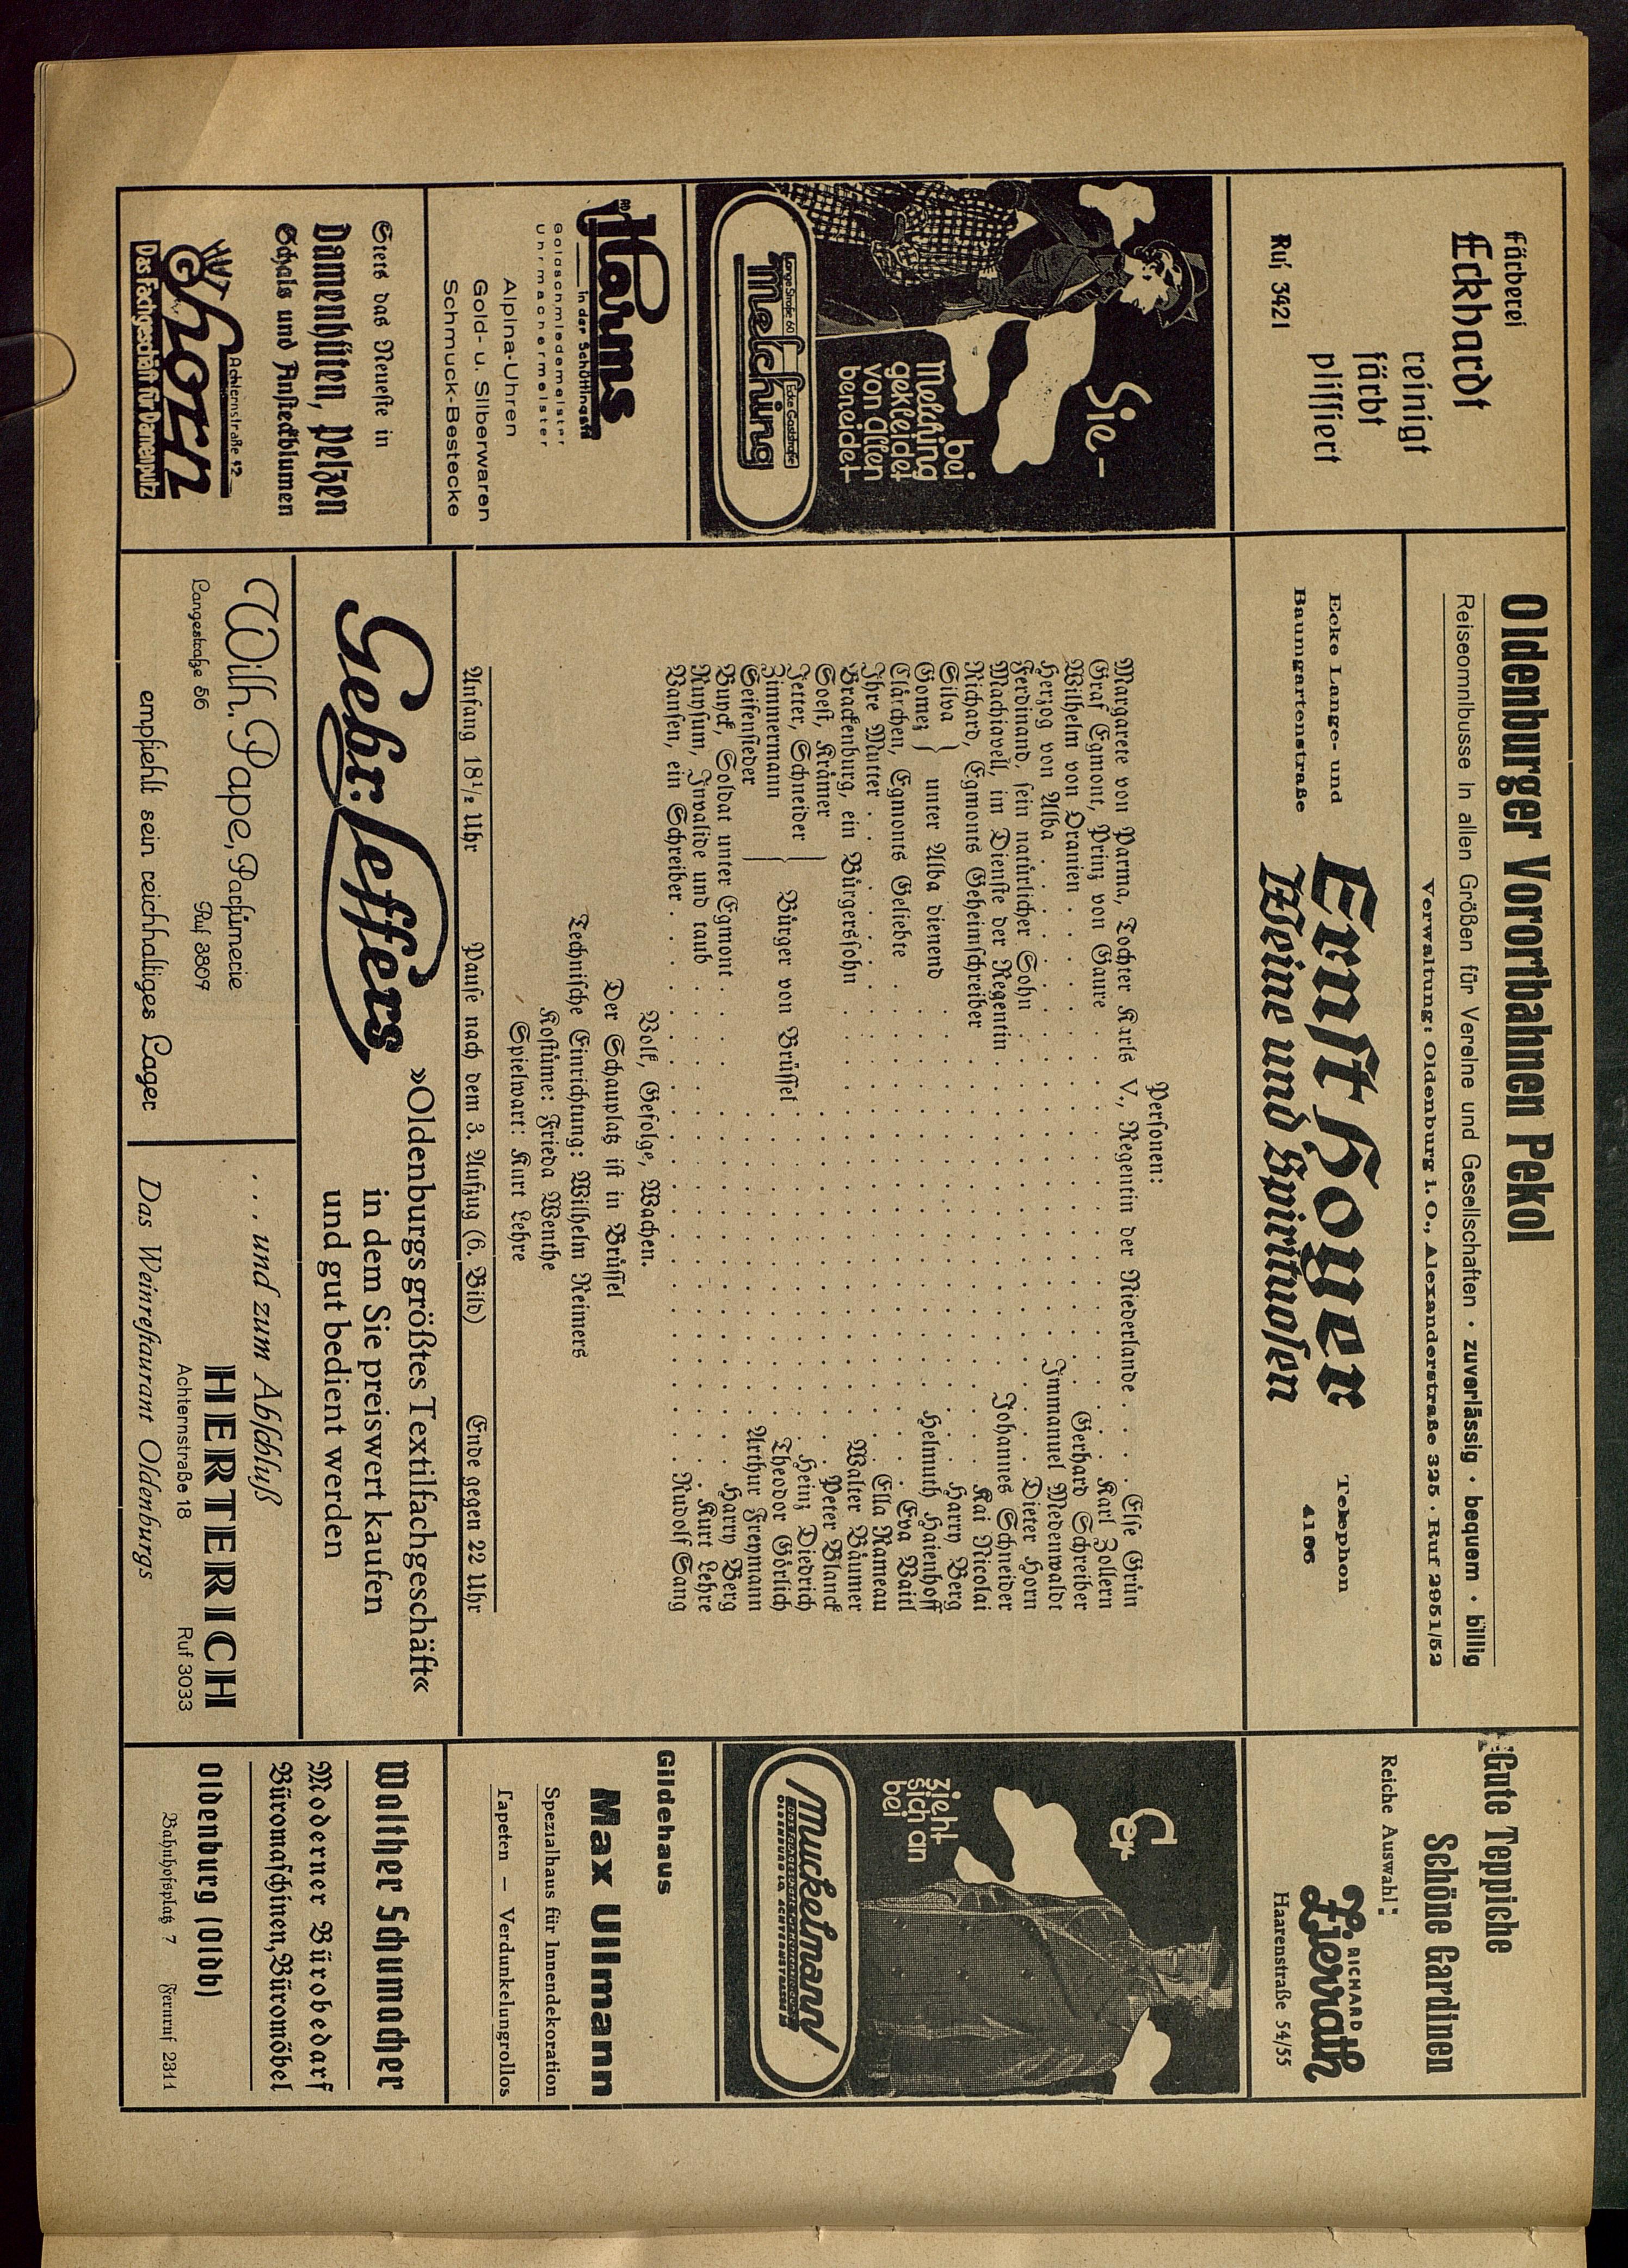 Färberei
Eckhardt
reinigt
färbt
plissiert
Ruf 3421
Sie –
bei
Melching
gekleidet
von allen
beneidet
Lange Straße 60 Ecke Gaststraße
Melching
Harms
in der Schüttingstr.
Goldschmiedemeister
Uhrmachermeister
Alpina-Uhren
Gold- u. Silberwaren
Schmuck-Bestecke
Stets das Neueste in
Damenhüten, Pelzen
Schals und Ansteckblumen
Achternstraße 42
Ghorn
Das Fachgeschäft für Damenputz
Oldenburger Vorortbahnen Pekol
Reiseomnibusse in allen Größen für Vereine und Gesellschaften · zuverlässig · bequem · billig
Verwaltung: Oldenburg i. O., Alexanderstraße 325 · Ruf 2951/52
Ecke Lange- und
Baumgartenstraße
Ernst Hoyer
Weine und Spirituosen
Telephon
4196
Personen:
Margarete von Parma, Tochter Karls V., Regentin der Niederlande . . . . Else Grün
Graf Egmont, Prinz von Gaure . . . . Karl Zollern
Wilhelm von Oranien . . . . Gerhard Schreiber
Herzog von Alba . . . . Immanuel Medenwaldt
Ferdinand, sein natürlicher Sohn . . . . Dieter Horn
Machiavell, im Dienste der Regentin . . . . Johannes Schneider
Richard, Egmonts Geheimschreiber . . . . Kai Nicolai
Silva } unter Alba dienend . . . . Harry Berg
Gomez } . . . . Helmuth Haienhoff
Clärchen, Egmonts Geliebte . . . . Eva Vaitl
Ihre Mutter . . . . Ella Rameau
Brackenburg, ein Bürgerssohn . . . . Walter Bäumer
Soest, Krämer } . . . . Peter Blanck
Jetter, Schneider } Bürger von Brüssel . . . . Heinz Diedrich
Zimmermann } . . . . Theodor Görlich
Seifensieder } . . . . Arthur Freymann
Buyck, Soldat unter Egmont . . . . Harry Berg
Ruysum, Invalide und taub . . . . Kurt Lehre
Vansen, ein Schreiber . . . . Rudolf Sang
Volk, Gefolge, Wachen.
Der Schauplatz ist in Brüssel
Technische Einrichtung: Wilhelm Reimers
Kostüme: Frieda Wenthe
Spielwart: Kurt Lehre
Anfang 18½ Uhr Pause nach dem 3. Aufzug (6. Bild) Ende gegen 22 Uhr
Gebr. Leffers
»Oldenburgs größtes Textilfachgeschäft«
in dem Sie preiswert kaufen
und gut bedient werden
Wilh. Pape, Parfümerie
Langestraße 56 Ruf 3809
empfiehlt sein reichhaltiges Lager
. . . und zum Abschluß
HERTERICH
Achternstraße 18 Ruf 3033
Das Weinrestaurant Oldenburgs
Gute Teppiche
Schöne Gardinen
Reiche Auswahl:
RICHARD
Lierrath
Haarenstraße 54/55
Er
zieht
sich an
bei
Muckelmann
OLDENBURG I.O. ACHTERNSTRASSE
Gildehaus
Max Ullmann
Spezialhaus für Innendekoration
Tapeten – Verdunkelungrollos
Walther Schumacher
Moderner Bürobedarf
Büromaschinen, Büromöbel
Oldenburg (Oldb)
Bahnhofsplatz 7 Fernruf 2311